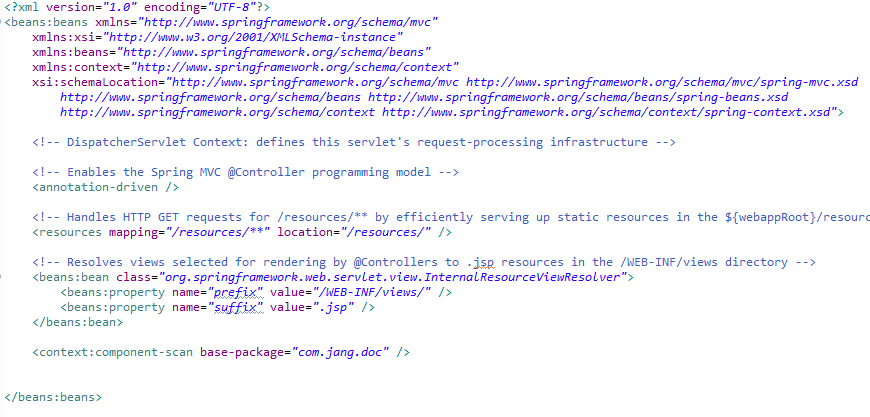 <?xml version="1.0" encoding="UTF-8"?>
<beans:beans xmlns="http://www.springframework.org/schema/mvc"
    xmlns:xsi="http://www.w3.org/2001/XMLSchema-instance"
    xmlns:beans="http://www.springframework.org/schema/beans"
    xmlns:context="http://www.springframework.org/schema/context"
    xsi:schemaLocation="http://www.springframework.org/schema/mvc http://www.springframework.org/schema/mvc/spring-mvc.xsd
        http://www.springframework.org/schema/beans http://www.springframework.org/schema/beans/spring-beans.xsd
        http://www.springframework.org/schema/context http://www.springframework.org/schema/context/spring-context.xsd">

    <!-- DispatcherServlet Context: defines this servlet's request-processing infrastructure -->

    <!-- Enables the Spring MVC @Controller programming model -->
    <annotation-driven />

    <!-- Handles HTTP GET requests for /resources/** by efficiently serving up static resources in the ${webappRoot}/resourc
    <resources mapping="/resources/**" location="/resources/" />

    <!-- Resolves views selected for rendering by @Controllers to .jsp resources in the /WEB-INF/views directory -->
    <beans:bean class="org.springframework.web.servlet.view.InternalResourceViewResolver">
        <beans:property name="prefix" value="/WEB-INF/views/" />
        <beans:property name="suffix" value=".jsp" />
    </beans:bean>

    <context:component-scan base-package="com.jang.doc" />

</beans:beans>